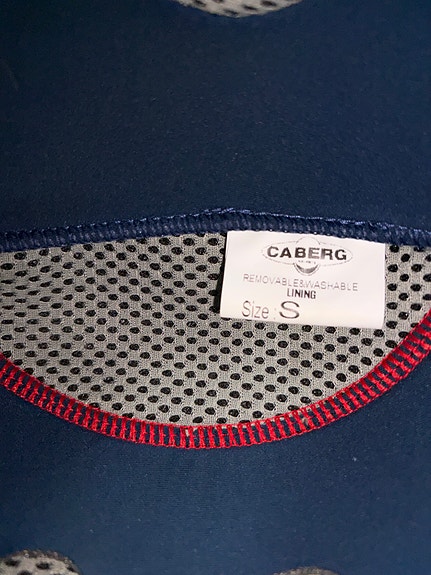 CABERG
REMOVABLE&WASHABLE
LINING
Size : S